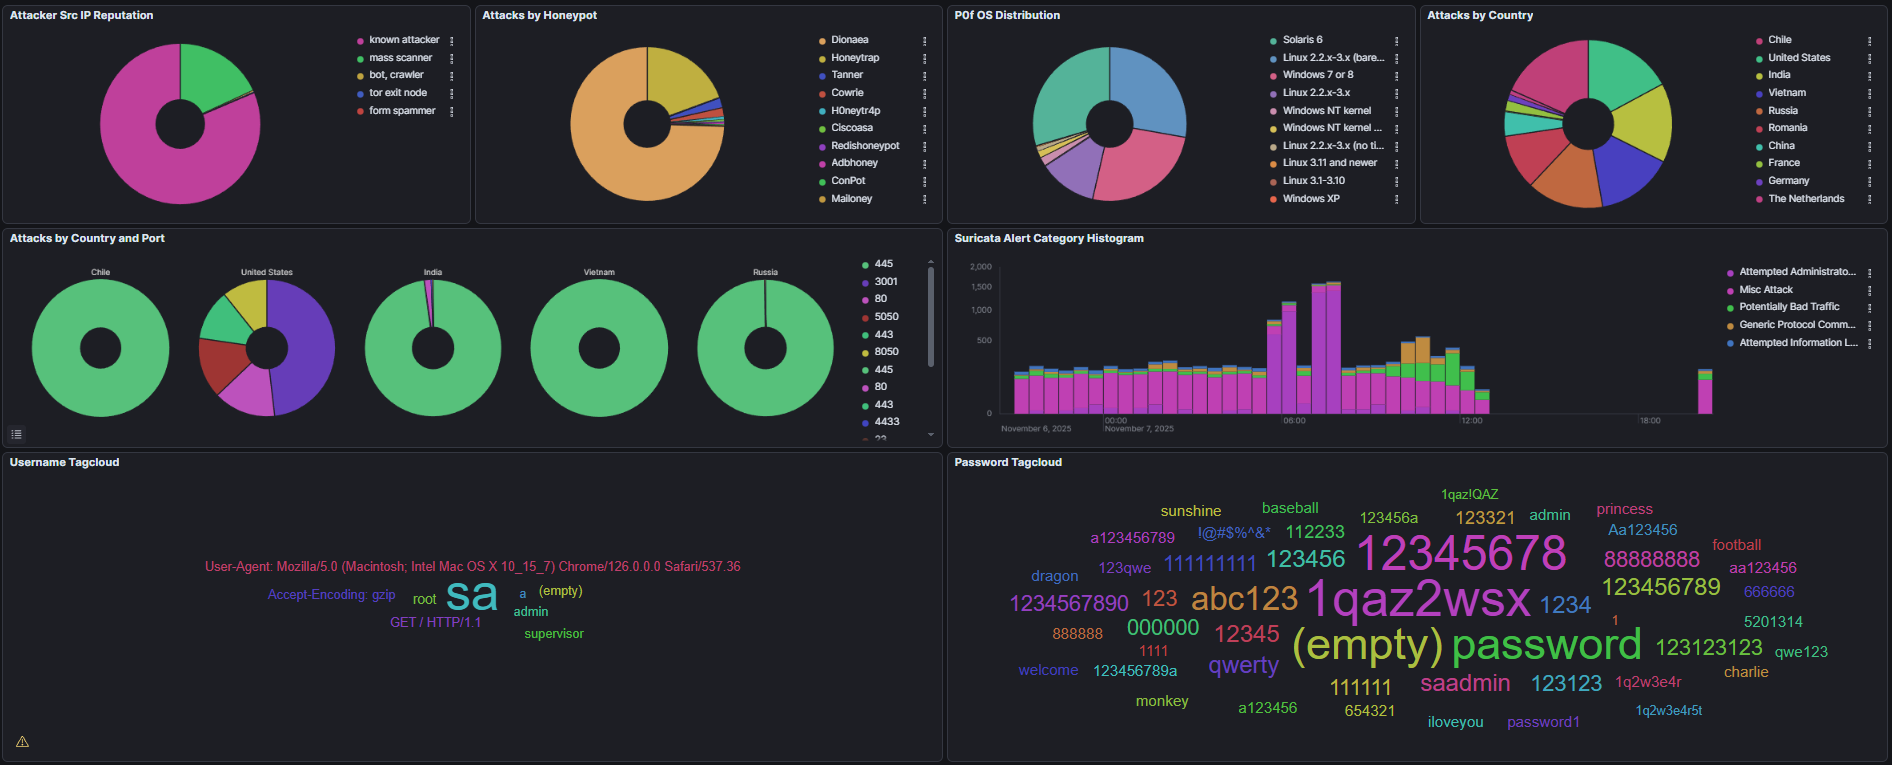 Attacker Src IP Reputation
known attacker
mass scanner
bot, crawler
tor exit node
form spammer
Attacks by Honeypot
Dionaea
Honeytrap
Tanner
Cowrie
H0neytr4p
Ciscoasa
Redishoneypot
Adbhoney
ConPot
Mailoney
P0f OS Distribution
Solaris 6
Linux 2.2.x-3.x (bare...
Windows 7 or 8
Linux 2.2.x-3.x
Windows NT kernel
Windows NT kernel ...
Linux 2.2.x-3.x (no ti...
Linux 3.11 and newer
Linux 3.1-3.10
Windows XP
Attacks by Country
Chile
United States
India
Vietnam
Russia
Romania
China
France
Germany
The Netherlands
Attacks by Country and Port
Chile
United States
India
Vietnam
Russia
445
3001
80
5050
443
8050
445
80
443
4433
23
Suricata Alert Category Histogram
2,000
1,500
1,000
500
0
00:00
06:00
12:00
18:00
November 6, 2025
November 7, 2025
Attempted Administrato...
Misc Attack
Potentially Bad Traffic
Generic Protocol Comm...
Attempted Information L...
Username Tagcloud
User-Agent: Mozilla/5.0 (Macintosh; Intel Mac OS X 10_15_7) Chrome/126.0.0.0 Safari/537.36
Accept-Encoding: gzip
root
sa
a
(empty)
admin
GET / HTTP/1.1
supervisor
Password Tagcloud
1qaz!QAZ
sunshine
baseball
123456a
123321
admin
princess
a123456789
!@#$%^&*
112233
12345678
Aa123456
football
123qwe
111111111
123456
88888888
aa123456
dragon
1234567890
123
abc123
1qaz2wsx
1234
123456789
666666
888888
000000
12345
(empty)
password
1
123123123
5201314
qwe123
1111
welcome
123456789a
qwerty
111111
saadmin
123123
1q2w3e4r
charlie
monkey
a123456
654321
iloveyou
password1
1q2w3e4r5t